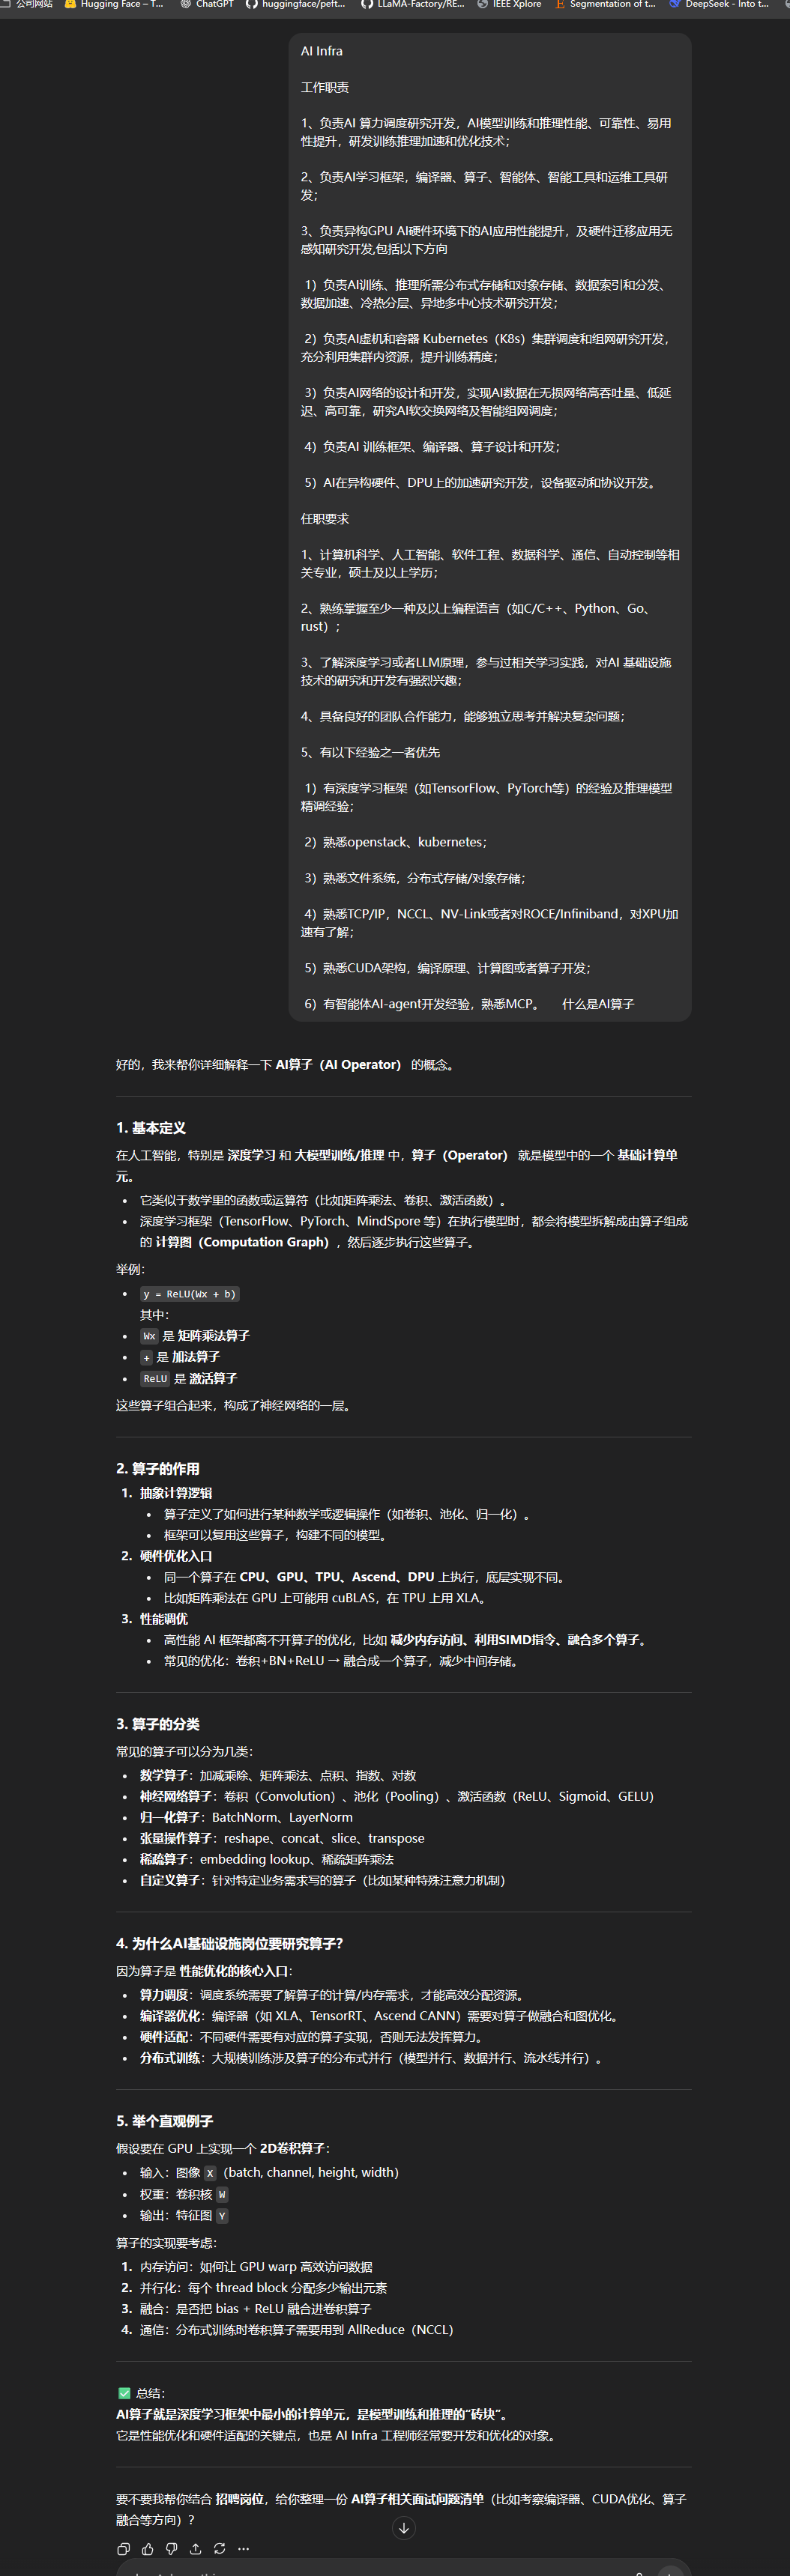 公司网站 Hugging Face – T... ChatGPT huggingface/peft... LLaMA-Factory/RE... IEEE Xplore Segmentation of t... DeepSeek - Into t...
AI Infra
工作职责
1、负责AI 算力调度研究开发，AI模型训练和推理性能、可靠性、易用
性提升，研发训练推理加速和优化技术；
2、负责AI学习框架，编译器、算子、智能体、智能工具和运维工具研
发；
3、负责异构GPU AI硬件环境下的AI应用性能提升，及硬件迁移应用无
感知研究开发,包括以下方向
1）负责AI训练、推理所需分布式存储和对象存储、数据索引和分发、
数据加速、冷热分层、异地多中心技术研究开发；
2）负责AI虚机和容器 Kubernetes（K8s）集群调度和组网研究开发，
充分利用集群内资源，提升训练精度；
3）负责AI网络的设计和开发，实现AI数据在无损网络高吞吐量、低延
迟、高可靠，研究AI软交换网络及智能组网调度；
4）负责AI 训练框架、编译器、算子设计和开发；
5）AI在异构硬件、DPU上的加速研究开发，设备驱动和协议开发。
任职要求
1、计算机科学、人工智能、软件工程、数据科学、通信、自动控制等相
关专业，硕士及以上学历；
2、熟练掌握至少一种及以上编程语言（如C/C++、Python、Go、
rust）；
3、了解深度学习或者LLM原理，参与过相关学习实践，对AI 基础设施
技术的研究和开发有强烈兴趣；
4、具备良好的团队合作能力，能够独立思考并解决复杂问题；
5、有以下经验之一者优先
1）有深度学习框架（如TensorFlow、PyTorch等）的经验及推理模型
精调经验；
2）熟悉openstack、kubernetes；
3）熟悉文件系统，分布式存储/对象存储；
4）熟悉TCP/IP，NCCL、NV-Link或者对ROCE/Infiniband，对XPU加
速有了解；
5）熟悉CUDA架构，编译原理、计算图或者算子开发；
6）有智能体AI-agent开发经验，熟悉MCP。 什么是AI算子
好的，我来帮你详细解释一下 AI算子（AI Operator） 的概念。
1. 基本定义
在人工智能，特别是 深度学习 和 大模型训练/推理 中，算子（Operator） 就是模型中的一个 基础计算单
元。
• 它类似于数学里的函数或运算符（比如矩阵乘法、卷积、激活函数）。
• 深度学习框架（TensorFlow、PyTorch、MindSpore 等）在执行模型时，都会将模型拆解成由算子组成
的 计算图（Computation Graph），然后逐步执行这些算子。
举例：
• y = ReLU(Wx + b)
其中：
• Wx 是 矩阵乘法算子
• + 是 加法算子
• ReLU 是 激活算子
这些算子组合起来，构成了神经网络的一层。
2. 算子的作用
1. 抽象计算逻辑
• 算子定义了如何进行某种数学或逻辑操作（如卷积、池化、归一化）。
• 框架可以复用这些算子，构建不同的模型。
2. 硬件优化入口
• 同一个算子在 CPU、GPU、TPU、Ascend、DPU 上执行，底层实现不同。
• 比如矩阵乘法在 GPU 上可能用 cuBLAS，在 TPU 上用 XLA。
3. 性能调优
• 高性能 AI 框架都离不开算子的优化，比如 减少内存访问、利用SIMD指令、融合多个算子。
• 常见的优化：卷积+BN+ReLU → 融合成一个算子，减少中间存储。
3. 算子的分类
常见的算子可以分为几类：
• 数学算子：加减乘除、矩阵乘法、点积、指数、对数
• 神经网络算子：卷积（Convolution）、池化（Pooling）、激活函数（ReLU、Sigmoid、GELU）
• 归一化算子：BatchNorm、LayerNorm
• 张量操作算子：reshape、concat、slice、transpose
• 稀疏算子：embedding lookup、稀疏矩阵乘法
• 自定义算子：针对特定业务需求写的算子（比如某种特殊注意力机制）
4. 为什么AI基础设施岗位要研究算子？
因为算子是 性能优化的核心入口：
• 算力调度：调度系统需要了解算子的计算/内存需求，才能高效分配资源。
• 编译器优化：编译器（如 XLA、TensorRT、Ascend CANN）需要对算子做融合和图优化。
• 硬件适配：不同硬件需要有对应的算子实现，否则无法发挥算力。
• 分布式训练：大规模训练涉及算子的分布式并行（模型并行、数据并行、流水线并行）。
5. 举个直观例子
假设要在 GPU 上实现一个 2D卷积算子：
• 输入：图像 X（batch, channel, height, width）
• 权重：卷积核 W
• 输出：特征图 Y
算子的实现要考虑：
1. 内存访问：如何让 GPU warp 高效访问数据
2. 并行化：每个 thread block 分配多少输出元素
3. 融合：是否把 bias + ReLU 融合进卷积算子
4. 通信：分布式训练时卷积算子需要用到 AllReduce（NCCL）
✅ 总结：
AI算子就是深度学习框架中最小的计算单元，是模型训练和推理的“砖块”。
它是性能优化和硬件适配的关键点，也是 AI Infra 工程师经常要开发和优化的对象。
要不要我帮你结合 招聘岗位，给你整理一份 AI算子相关面试问题清单（比如考察编译器、CUDA优化、算子
融合等方向）？